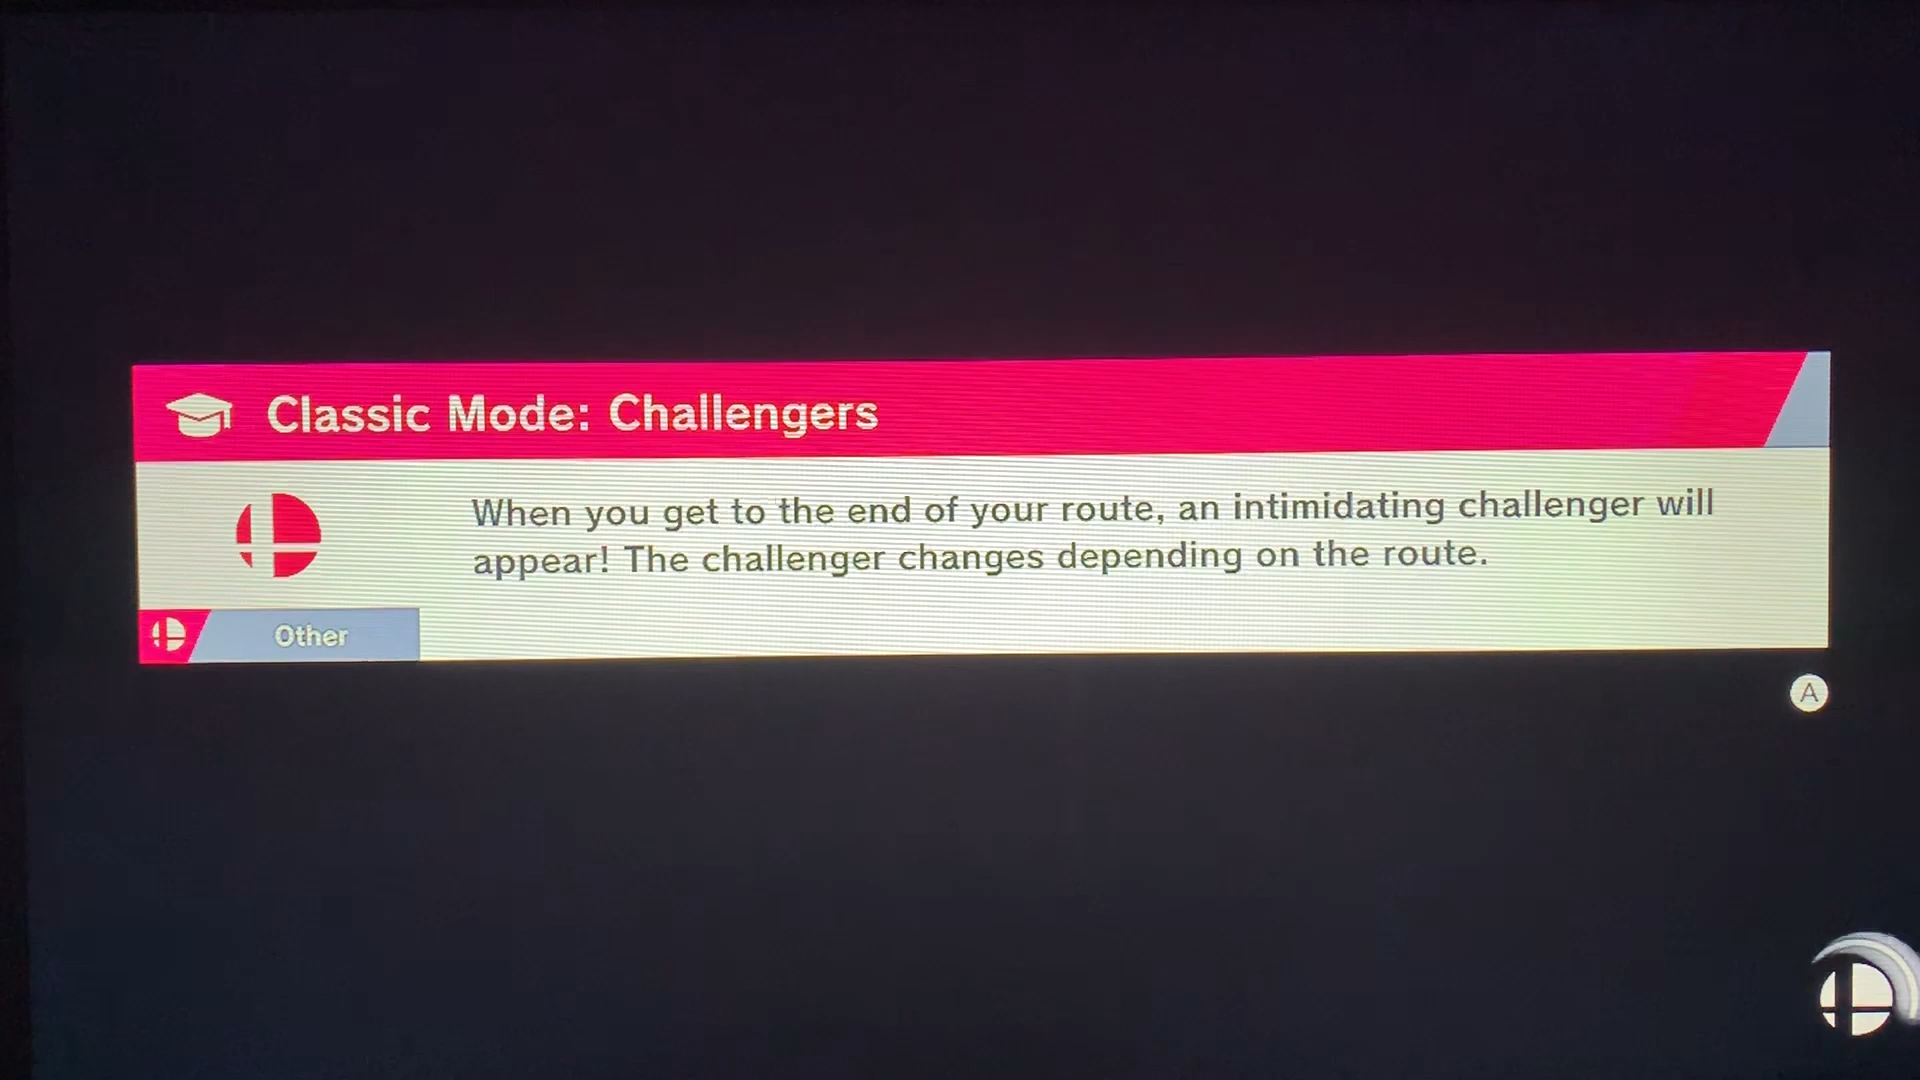 Classic Mode: Challengers
When you get to the end of your route, an intimidating challenger will
appear! The challenger changes depending on the route.
Other
A